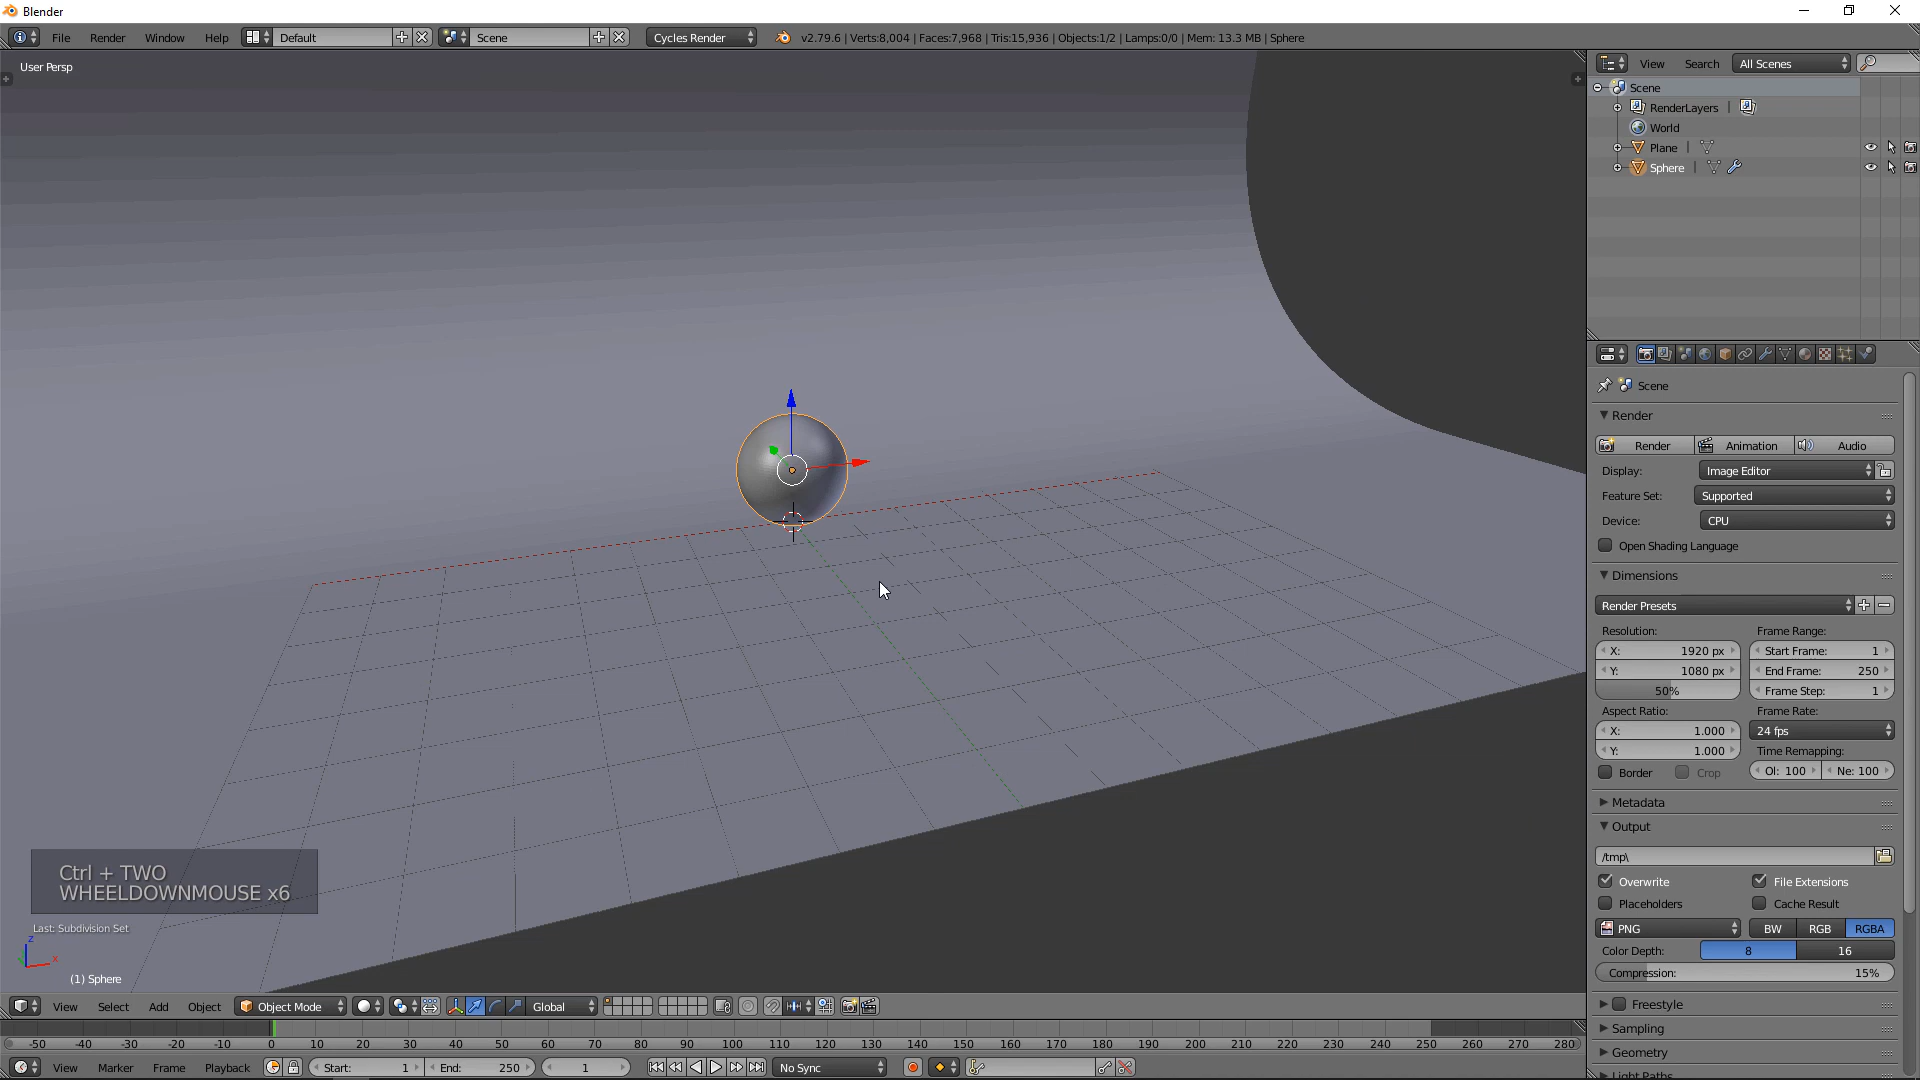 Blender
File Render Window Help Default Scene Cycles Render v2.79.6 | Verts:8,004 | Faces:7,968 | Tris:15,936 | Objects:1/2 | Lamps:0/0 | Mem: 13.3 MB | Sphere
User Persp
View Search All Scenes
Scene
RenderLayers |
World
Plane |
Sphere |
Scene
Render
Render Animation Audio
Display: Image Editor
Feature Set: Supported
Device: CPU
Open Shading Language
Dimensions
Render Presets
Resolution: Frame Range:
X: 1920 px Start Frame: 1
Y: 1080 px End Frame: 250
50% Frame Step: 1
Aspect Ratio: Frame Rate:
X: 1.000 24 fps
Y: 1.000 Time Remapping:
Border Crop Ol: 100 Ne: 100
Metadata
Output
/tmp\
Overwrite File Extensions
Placeholders Cache Result
PNG BW RGB RGBA
Color Depth: 8 16
Compression: 15%
Freestyle
Sampling
Geometry
Light Paths
Ctrl + TWO
WHEELDOWNMOUSE x6
Last: Subdivision Set
z
x
(1) Sphere
View Select Add Object Object Mode Global
-50 -40 -30 -20 -10 0 10 20 30 40 50 60 70 80 90 100 110 120 130 140 150 160 170 180 190 200 210 220 230 240 250 260 270 280
View Marker Frame Playback Start: 1 End: 250 1 No Sync